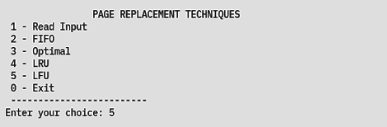 PAGE REPLACEMENT TECHNIQUES
1 - Read Input
2 - FIFO
3 - Optimal
4 - LRU
5 - LFU
0 - Exit
-------------------------
Enter your choice: 5